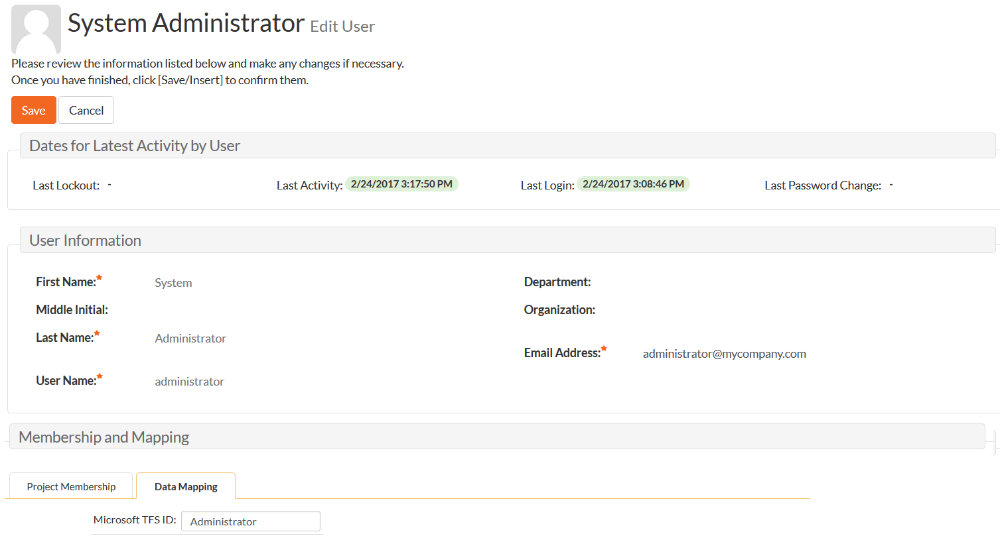 System Administrator Edit User
Please review the information listed below and make any changes if necessary.
Once you have finished, click [Save/Insert] to confirm them.
Save Cancel
Dates for Latest Activity by User
Last Lockout: - Last Activity: 2/24/2017 3:17:50 PM Last Login: 2/24/2017 3:08:46 PM Last Password Change: -
User Information
First Name:* System Department:
Middle Initial: Organization:
Last Name:* Administrator
Email Address:* administrator@mycompany.com
User Name:* administrator
Membership and Mapping
Project Membership Data Mapping
Microsoft TFS ID: Administrator